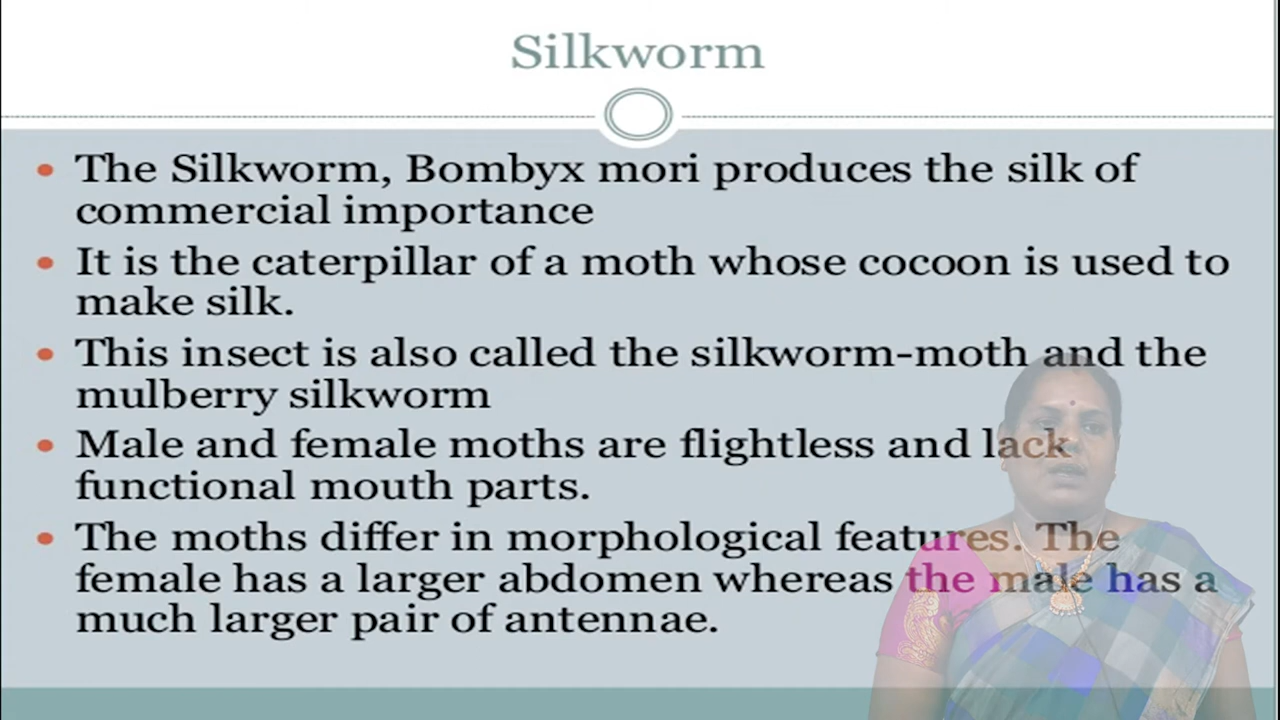 Silkworm
The Silkworm, Bombyx mori produces the silk of
commercial importance
It is the caterpillar of a moth whose cocoon is used to
make silk.
This insect is also called the silkworm-moth and the
mulberry silkworm
Male and female moths are flightless and lack
functional mouth parts.
The moths differ in morphological features. The
female has a larger abdomen whereas the male has a
much larger pair of antennae.